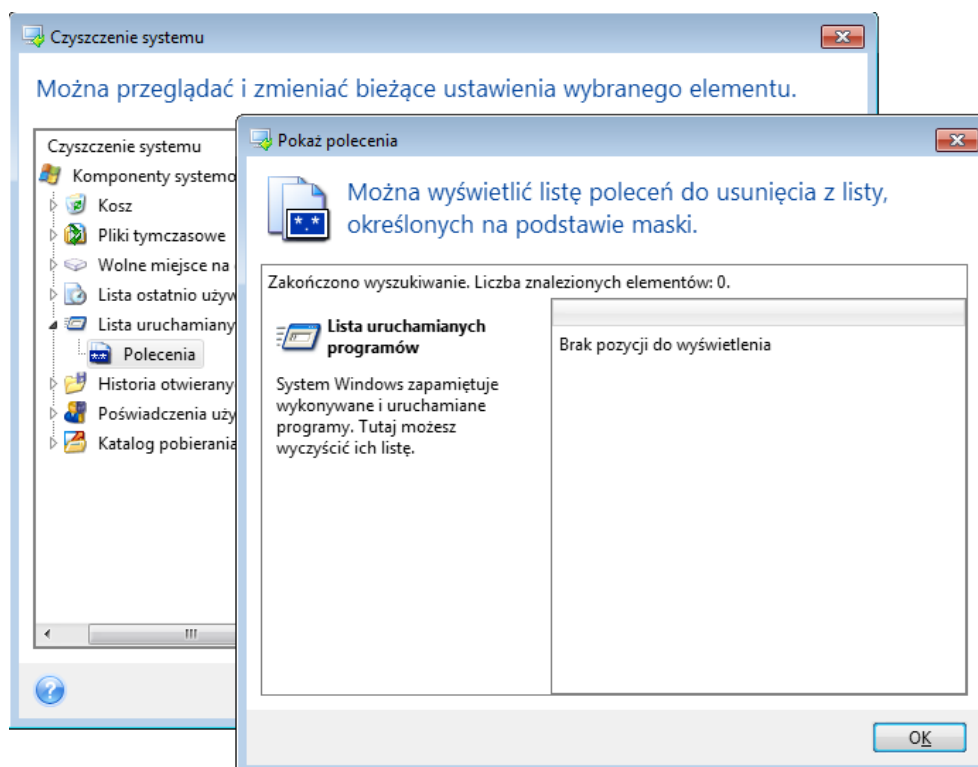 Czyszczenie systemu
Można przeglądać i zmieniać bieżące ustawienia wybranego elementu.
Czyszczenie systemu
Komponenty systemo
Kosz
Pliki tymczasowe
Wolne miejsce na
Lista ostatnio używ
Lista uruchamiany
Polecenia
Historia otwierany
Poświadczenia uży
Katalog pobierania
Pokaż polecenia
*.*
Można wyświetlić listę poleceń do usunięcia z listy,
określonych na podstawie maski.
Zakończono wyszukiwanie. Liczba znalezionych elementów: 0.
Lista uruchamianych
programów
System Windows zapamiętuje
wykonywane i uruchamiane
programy. Tutaj możesz
wyczyścić ich listę.
Brak pozycji do wyświetlenia
OK